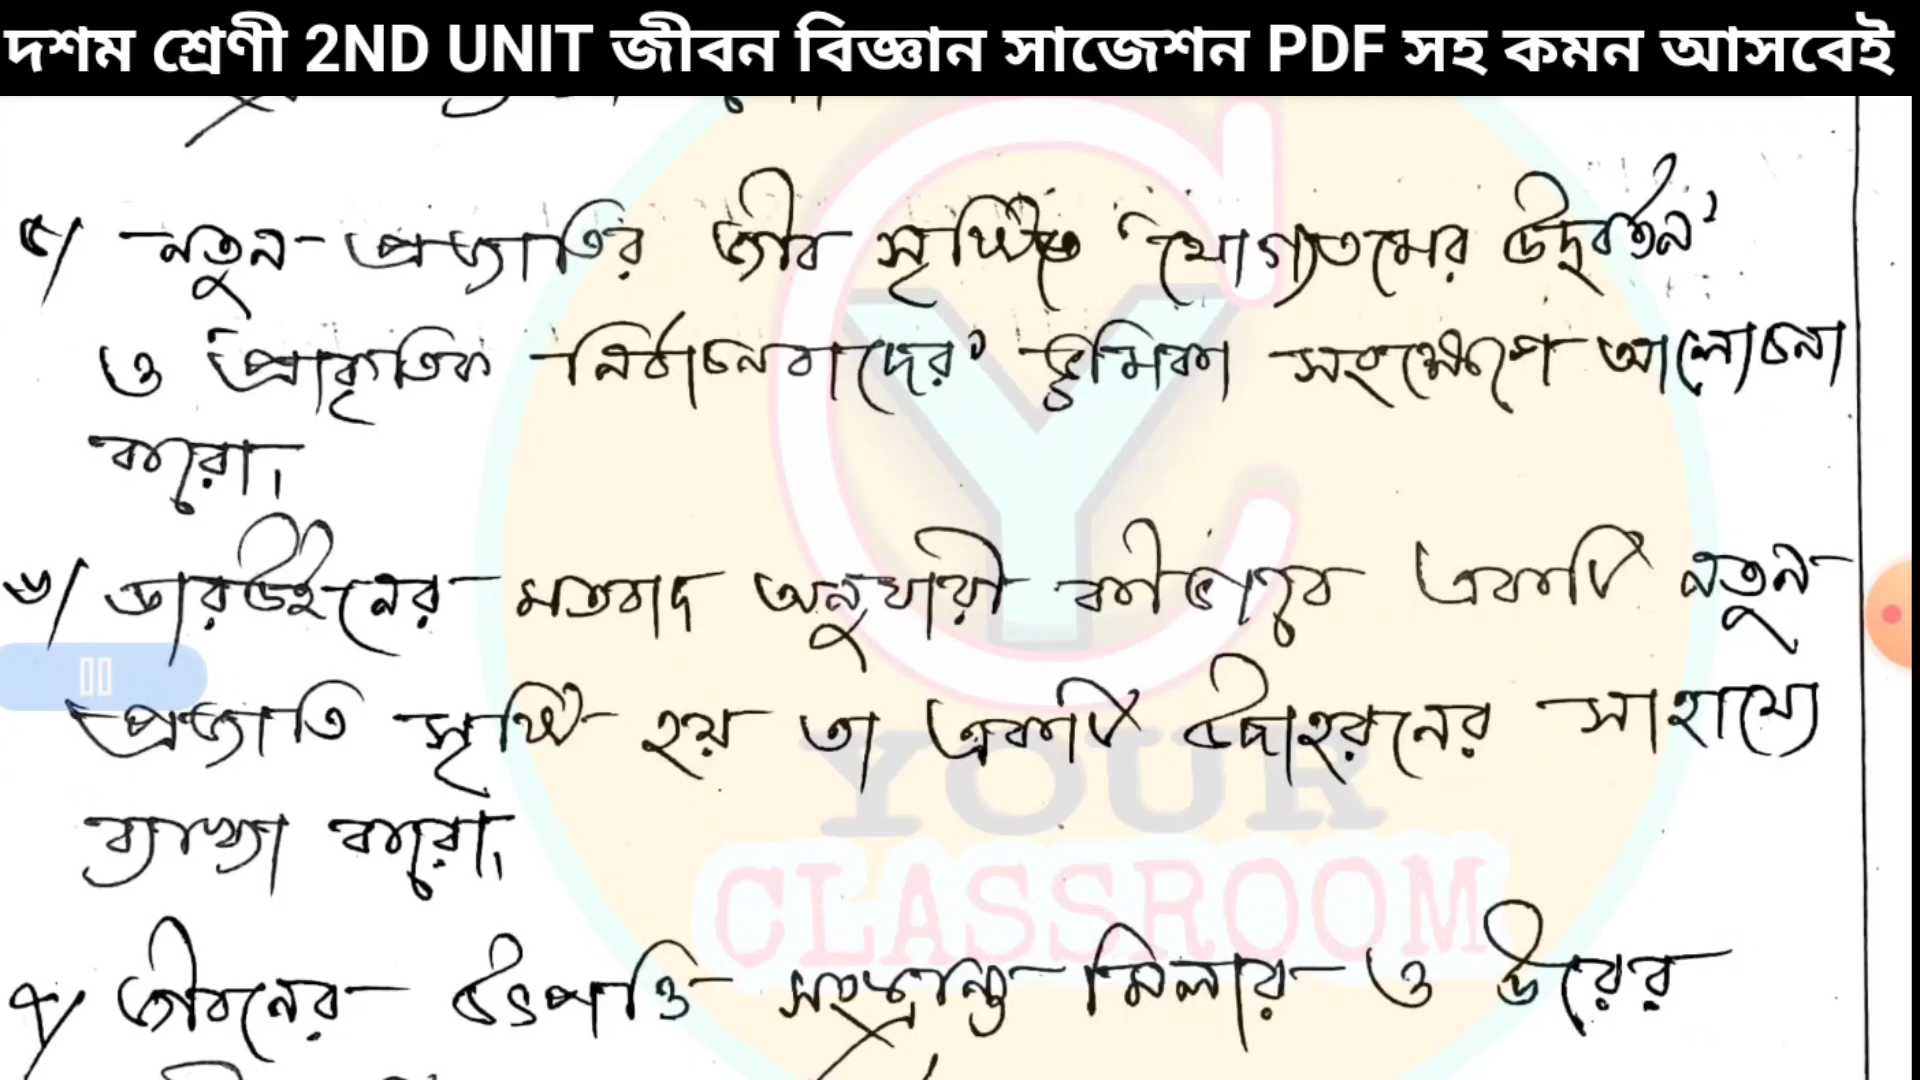 দশম শ্রেণী 2ND UNIT জীবন বিজ্ঞান সাজেশন PDF সহ কমন আসবেই
৫/ নতুন প্রজাতির জীব সৃষ্টিতে 'যোগ্যতমের উদ্বর্তন'
ও 'প্রাকৃতিক নির্বাচনবাদের' ভূমিকা সংক্ষেপে আলোচনা
করো।
৬/ ডারউইনের মতবাদ অনুযায়ী কীভাবে একটি নতুন
প্রজাতি সৃষ্টি হয় তা একটি উদাহরনের সাহায্যে
ব্যাখ্যা করো।
YOUR
CLASSROOM
৭/ জীবনের উৎপত্তি সংক্রান্ত মিলার ও উরের